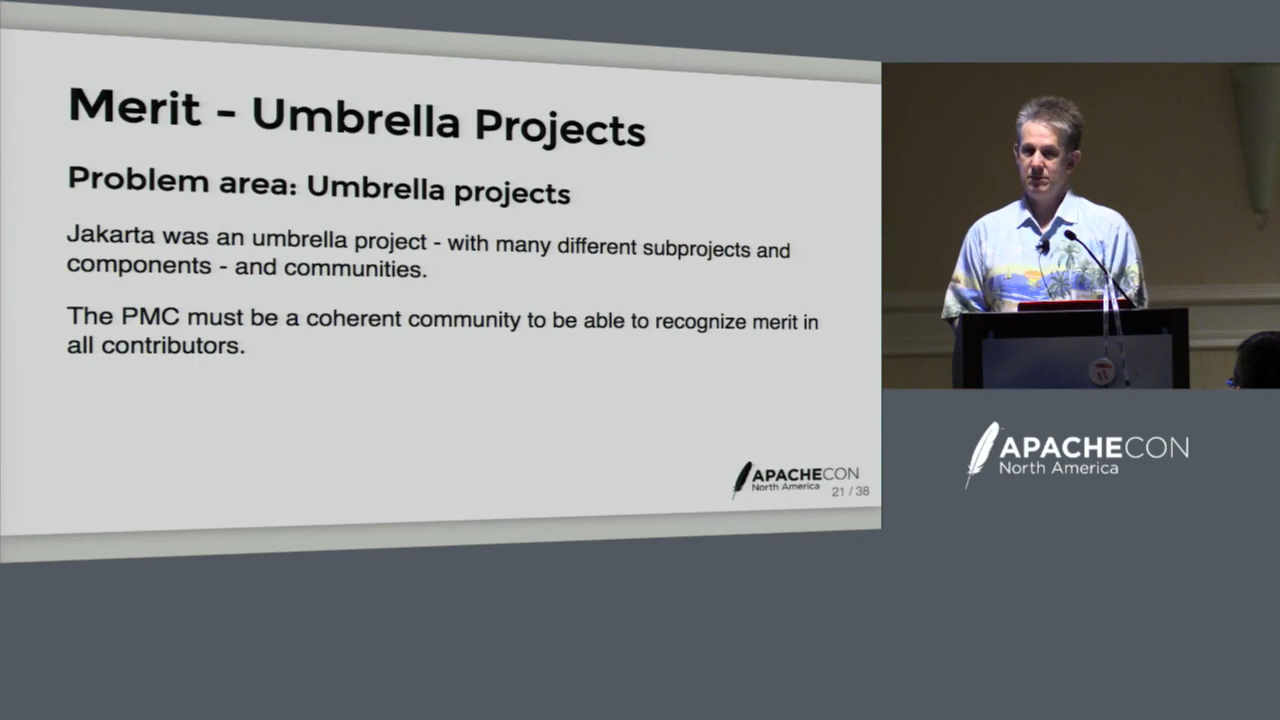 Merit - Umbrella Projects
Problem area: Umbrella projects
Jakarta was an umbrella project - with many different subprojects and
components - and communities.
The PMC must be a coherent community to be able to recognize merit in
all contributors.
APACHECON
North America
21 / 38
APACHECON
North America